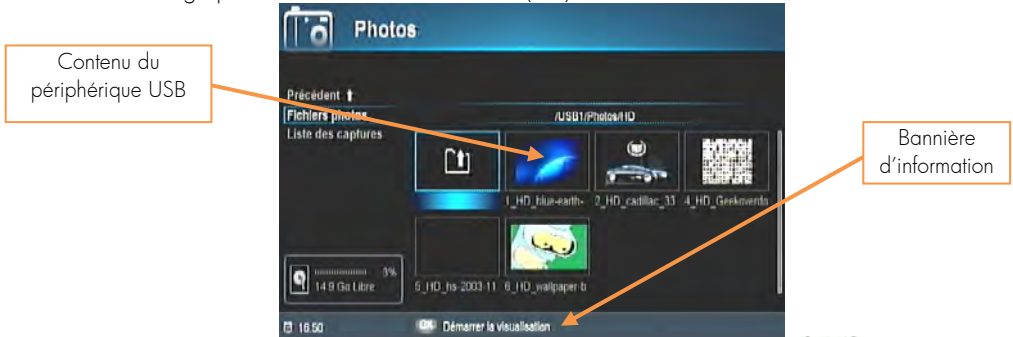 Photos
Contenu du
périphérique USB
Précédent
Fichiers photos
/USB1/Photos/HD
Liste des captures
Bannière
d'information
1_HD_blue-earth-
2_HD_cadillac_33
4_HD_Geekoverdo
3%
14.9 Go Libre
5_HD_hs-2003-11
6_HD_wallpaper-b
16:50
OK Démarrer la visualisation